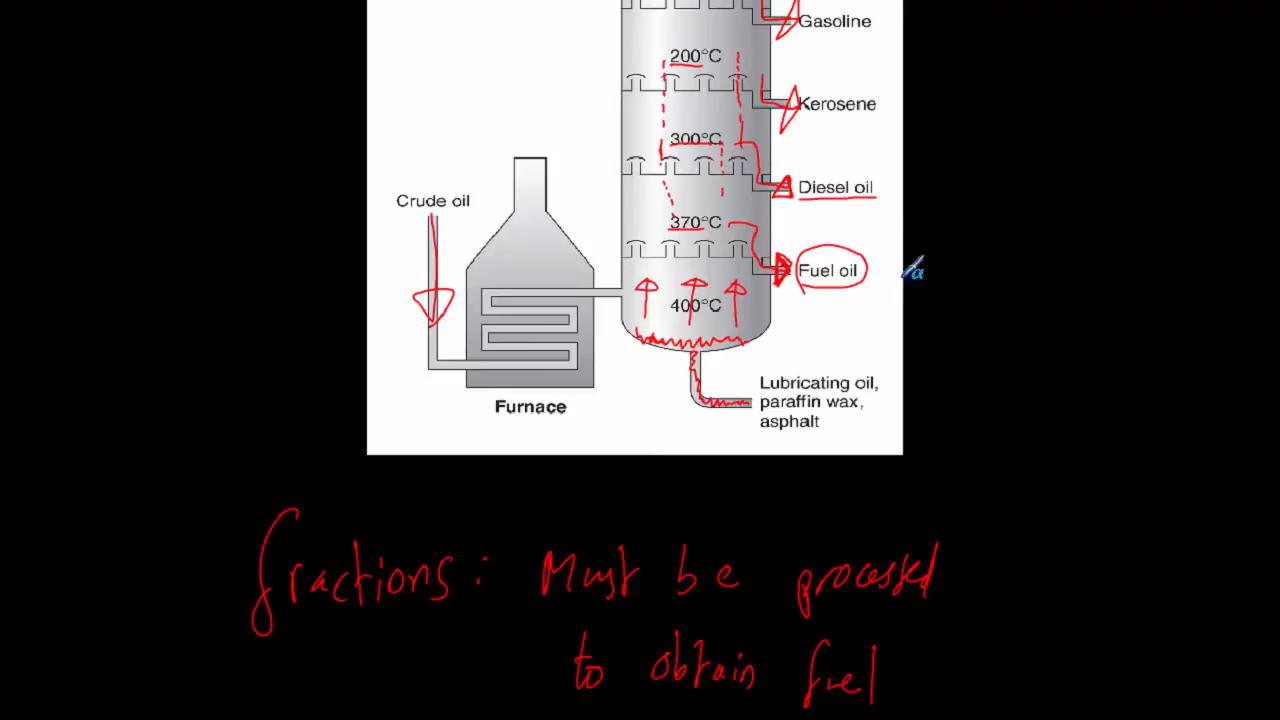 Gasoline
200°C
Kerosene
300°C
Diesel oil
Crude oil
370°C
Fuel oil
400°C
Lubricating oil,
paraffin wax,
asphalt
Furnace
fractions: Must be processed
to obtain fuel